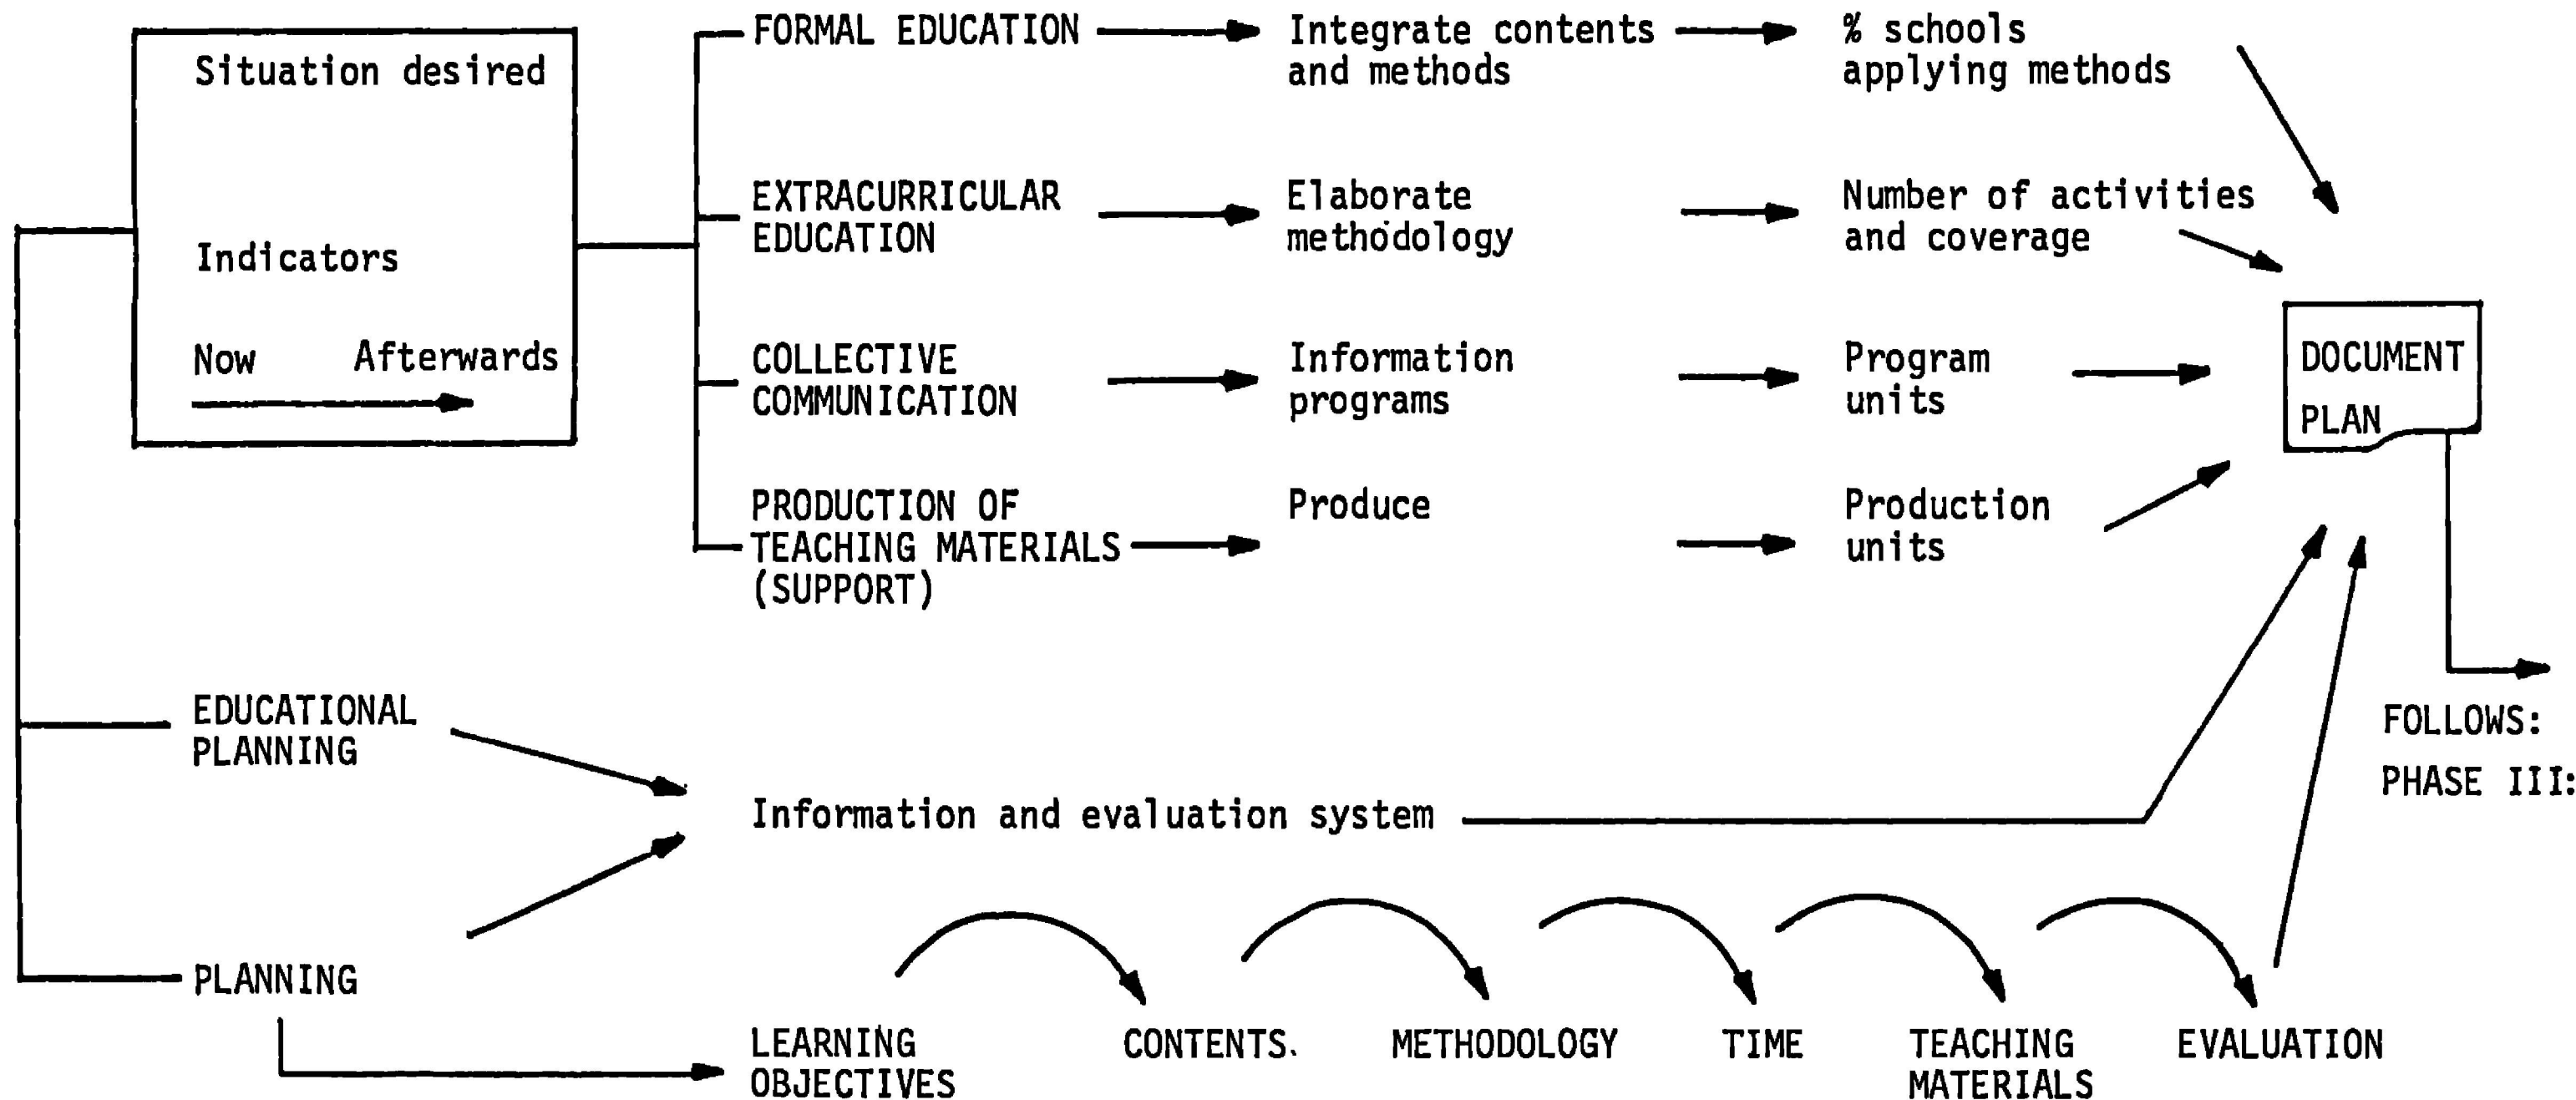 Situation desired
Indicators
Now Afterwards
FORMAL EDUCATION
Integrate contents
and methods
% schools
applying methods
EXTRACURRICULAR
EDUCATION
Elaborate
methodology
Number of activities
and coverage
COLLECTIVE
COMMUNICATION
Information
programs
Program
units
PRODUCTION OF
TEACHING MATERIALS
(SUPPORT)
Produce
Production
units
DOCUMENT
PLAN
FOLLOWS:
PHASE III:
EDUCATIONAL
PLANNING
Information and evaluation system
PLANNING
LEARNING
OBJECTIVES
CONTENTS.
METHODOLOGY
TIME
TEACHING
MATERIALS
EVALUATION